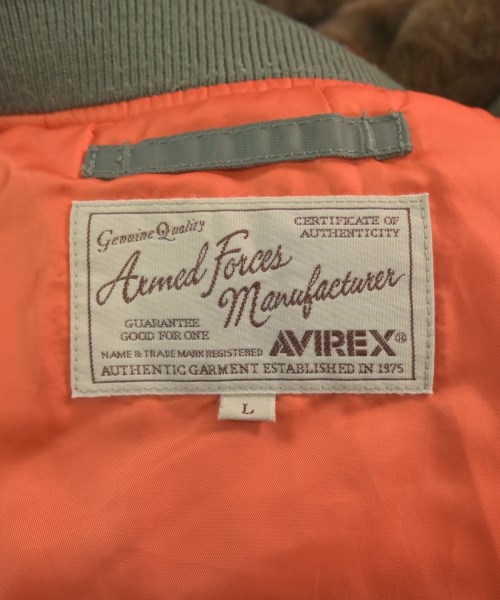 Genuine Quality
CERTIFICATE OF
AUTHENTICITY
Armed Forces
Manufacturer
GUARANTEE
GOOD FOR ONE
NAME & TRADE MARK REGISTERED
AVIREX®
AUTHENTIC GARMENT ESTABLISHED IN 1975
L